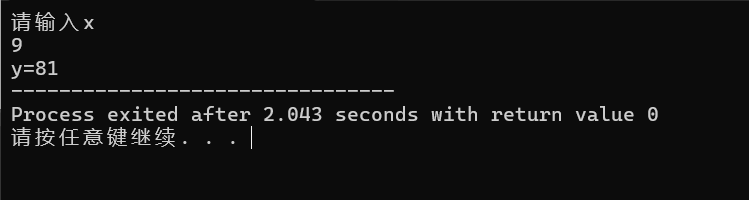 请输入x
9
y=81
--------------------------------
Process exited after 2.043 seconds with return value 0
请按任意键继续. . .